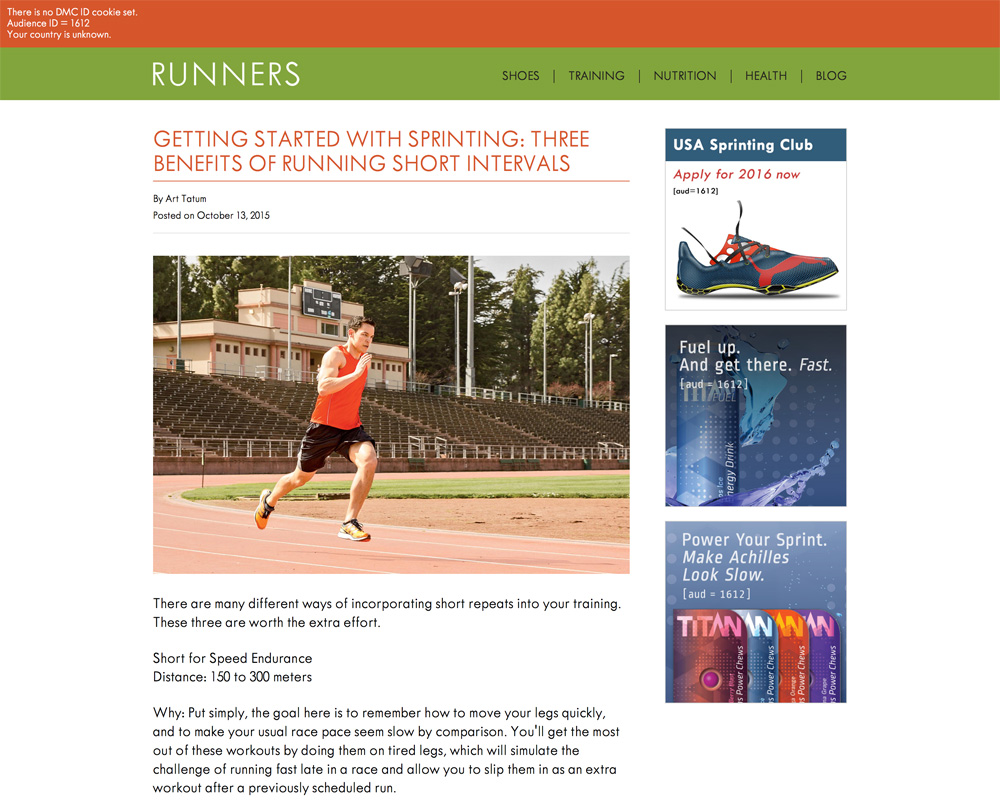 There is no DMC ID cookie set.
Audience ID = 1612
Your country is unknown.
RUNNERS
SHOES | TRAINING | NUTRITION | HEALTH | BLOG
GETTING STARTED WITH SPRINTING: THREE
BENEFITS OF RUNNING SHORT INTERVALS
By Art Tatum
Posted on October 13, 2015
There are many different ways of incorporating short repeats into your training.
These three are worth the extra effort.
Short for Speed Endurance
Distance: 150 to 300 meters
Why: Put simply, the goal here is to remember how to move your legs quickly,
and to make your usual race pace seem slow by comparison. You'll get the most
out of these workouts by doing them on tired legs, which will simulate the
challenge of running fast late in a race and allow you to slip them in as an extra
workout after a previously scheduled run.
USA Sprinting Club
Apply for 2016 now
[aud=1612]
Fuel up.
And get there. Fast.
[aud = 1612]
TITAN
FUEL
Ice
Energy Drink
Power Your Sprint.
Make Achilles
Look Slow.
[aud = 1612]
TITAN
Power Chews
Power Chews
Orange
Power Chews
Grape
Power Chews